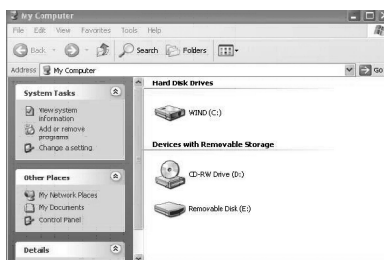 My Computer
File Edit View Favorites Tools Help
Back Search Folders
Address My Computer Go
System Tasks
View system
information
Add or remove
programs
Change a setting
Other Places
My Network Places
My Documents
Control Panel
Details
Hard Disk Drives
WIND (C:)
Devices with Removable Storage
CD-RW Drive (D:)
Removable Disk (E:)